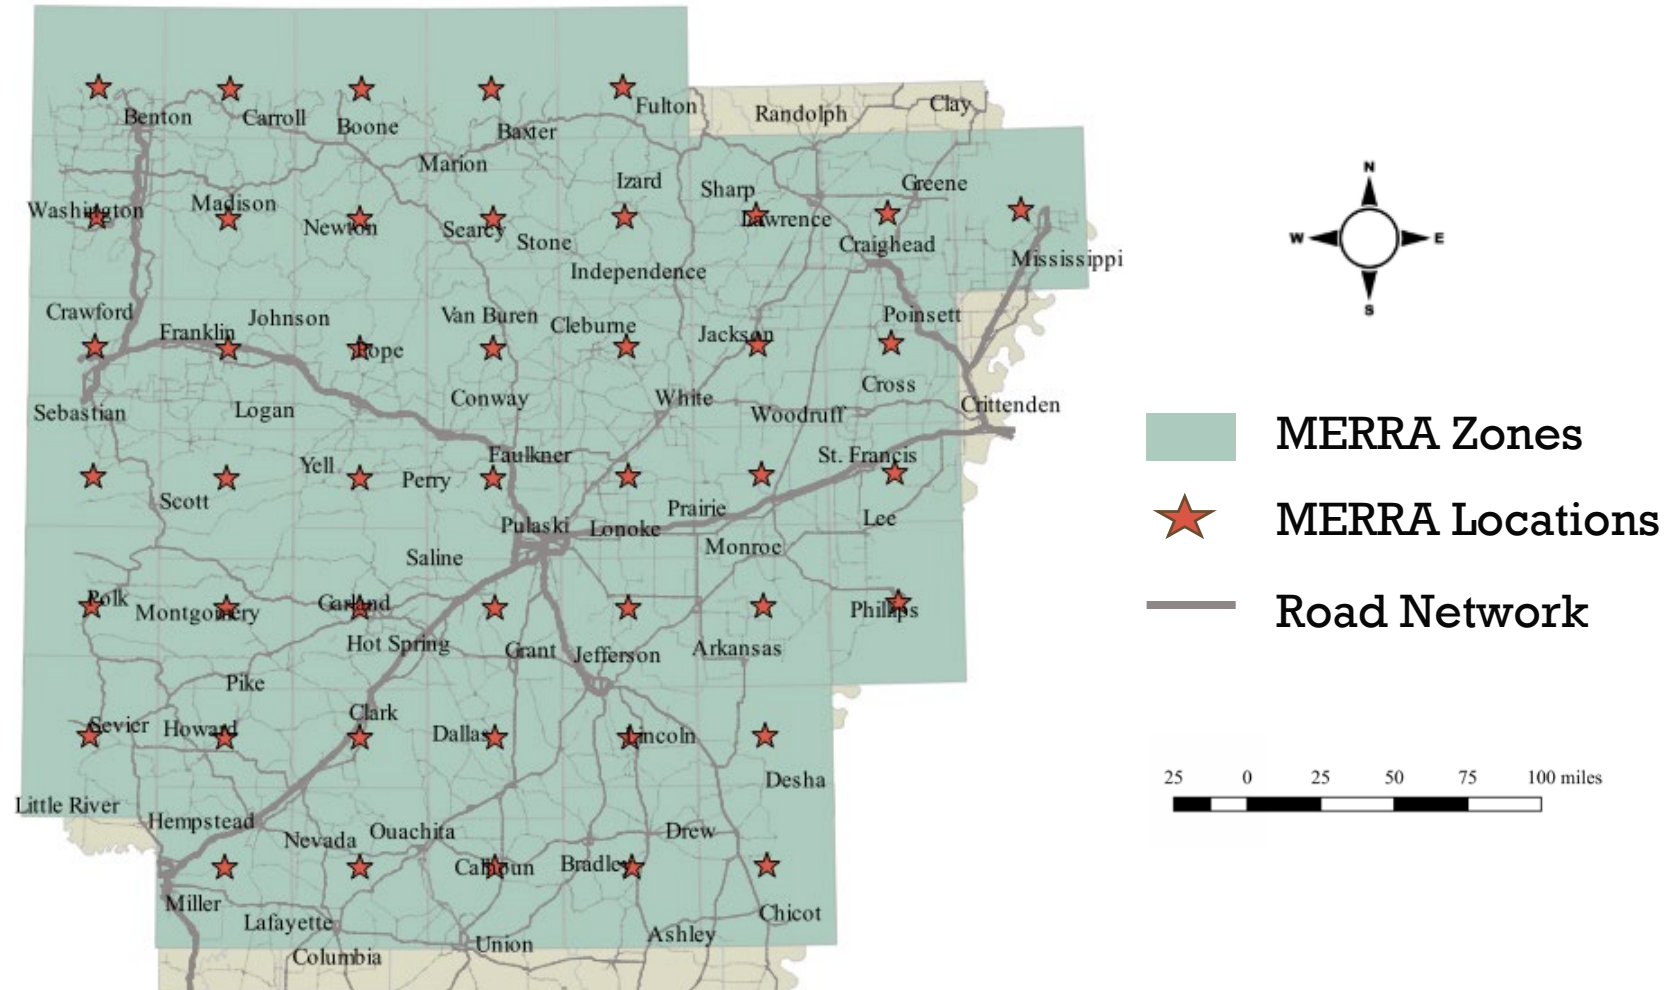 Fulton
Randolph
Clay
Benton
Carroll
Boone
Baxter
Marion
Izard
Sharp
Greene
Washington
Madison
Newton
Searcy
Stone
Lawrence
Craighead
Independence
Mississippi
Crawford
Franklin
Johnson
Pope
Van Buren
Cleburne
Jackson
Poinsett
Cross
Sebastian
Logan
Conway
White
Woodruff
Crittenden
Scott
Yell
Perry
Faulkner
St. Francis
Prairie
Pulaski
Lonoke
Lee
Saline
Monroe
Polk
Montgomery
Garland
Phillips
Hot Spring
Grant
Jefferson
Arkansas
Pike
Sevier
Howard
Clark
Dallas
Lincoln
Desha
Little River
Hempstead
Nevada
Ouachita
Drew
Calhoun
Bradley
Miller
Lafayette
Chicot
Columbia
Union
Ashley
N
W E
S
MERRA Zones
MERRA Locations
Road Network
25 0 25 50 75 100 miles